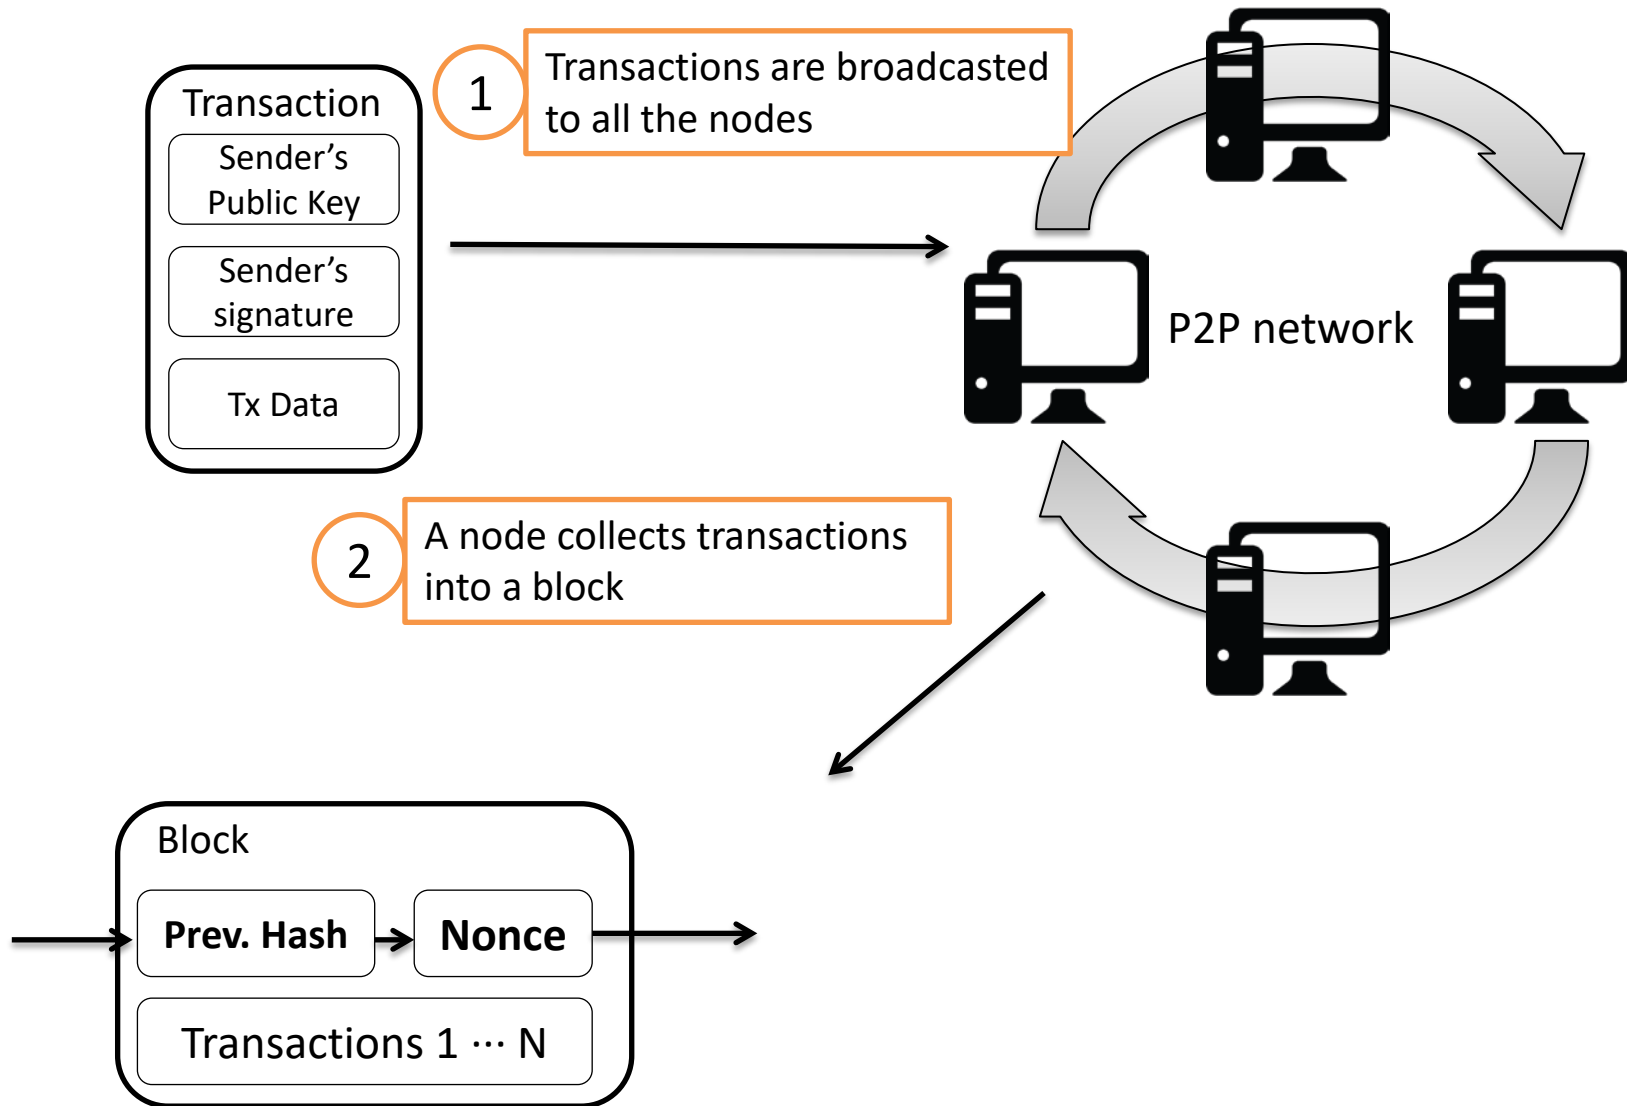 Transaction
Sender’s
Public Key
Sender’s
signature
Tx Data
1
Transactions are broadcasted
to all the nodes
P2P network
2
A node collects transactions
into a block
Block
Prev. Hash
Nonce
Transactions 1 ··· N